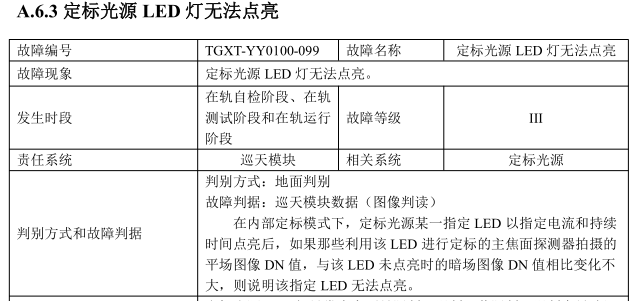 A.6.3 定标光源 LED 灯无法点亮
故障编号 TGXT-YY0100-099 故障名称 定标光源 LED 灯无法点亮
故障现象 定标光源 LED 灯无法点亮。
发生时段 在轨自检阶段、在轨测试阶段和在轨运行阶段 故障等级 III
责任系统 巡天模块 相关系统 定标光源
判别方式和故障判据
判别方式：地面判别
故障判据：巡天模块数据（图像判读）
在内部定标模式下，定标光源某一指定 LED 以指定电流和持续
时间点亮后，如果那些利用该 LED 进行定标的主焦面探测器拍摄的
平场图像 DN 值，与该 LED 未点亮时的暗场图像 DN 值相比变化不
大，则说明该指定 LED 无法点亮。